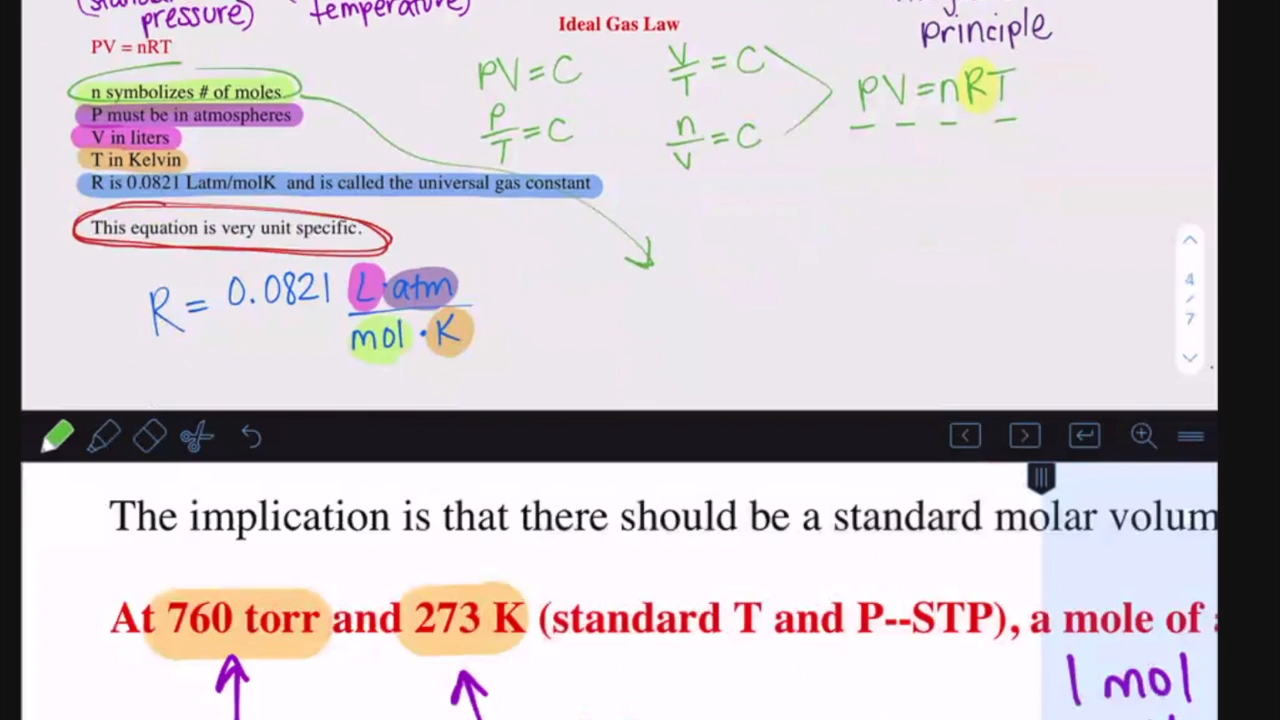 pressure)
temperature)
Ideal Gas Law
principle
PV = nRT
n symbolizes # of moles
P must be in atmospheres
V in liters
T in Kelvin
R is 0.0821 Latm/molK and is called the universal gas constant
This equation is very unit specific.
PV = C
V/T = C
P/T = C
n/V = C
PV = nRT
R = 0.0821 L·atm
mol · K
4
/
7
The implication is that there should be a standard molar volum
At 760 torr and 273 K (standard T and P--STP), a mole of
1 mol